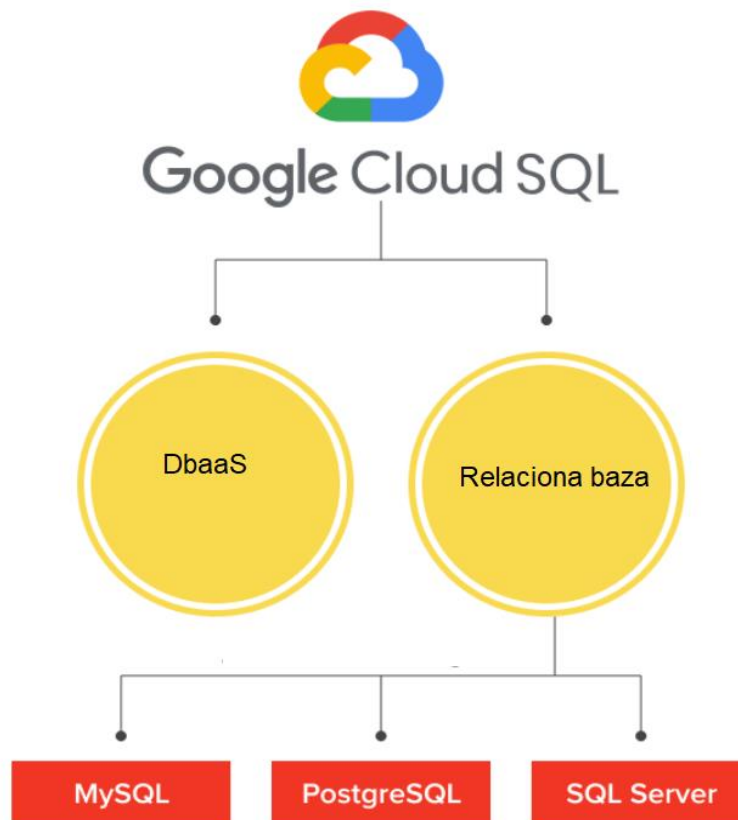 Google Cloud SQL
DbaaS
Relaciona baza
MySQL
PostgreSQL
SQL Server